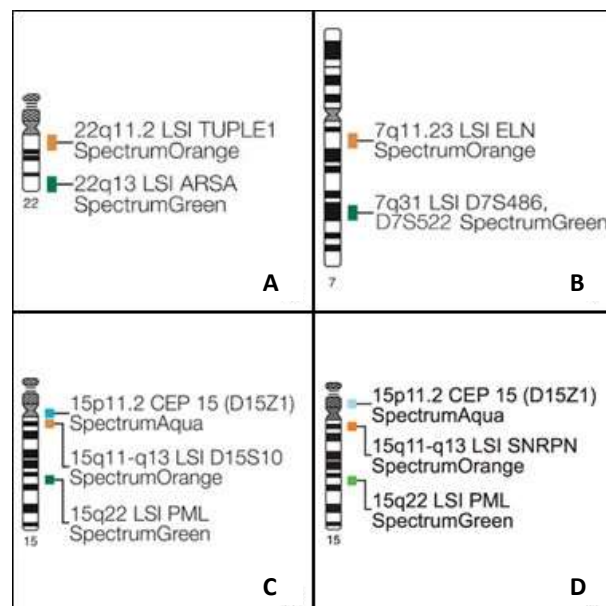 22q11.2 LSI TUPLE1
SpectrumOrange
22q13 LSI ARSA
SpectrumGreen
22
A
7q11.23 LSI ELN
SpectrumOrange
7q31 LSI D7S486,
D7S522 SpectrumGreen
7
B
15p11.2 CEP 15 (D15Z1)
SpectrumAqua
15q11-q13 LSI D15S10
SpectrumOrange
15q22 LSI PML
SpectrumGreen
15
C
15p11.2 CEP 15 (D15Z1)
SpectrumAqua
15q11-q13 LSI SNRPN
SpectrumOrange
15q22 LSI PML
SpectrumGreen
15
D